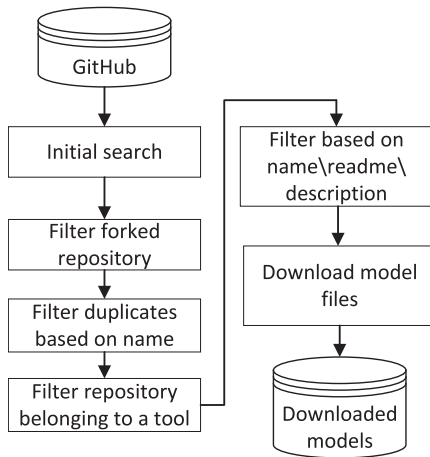 GitHub
Initial search
Filter forked
repository
Filter duplicates
based on name
Filter repository
belonging to a tool
Filter based on
name\readme\
description
Download model
files
Downloaded
models